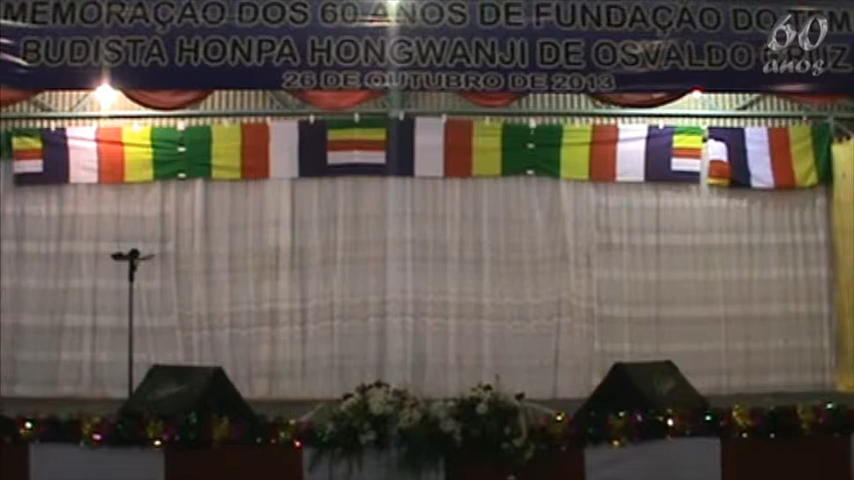 MEMORAÇÃO DOS 60 ANOS DE FUNDAÇÃO DO
BUDISTA HONPA HONGWANJI DE OSVALDO
26 DE OUTUBRO DE 2013
60
anos